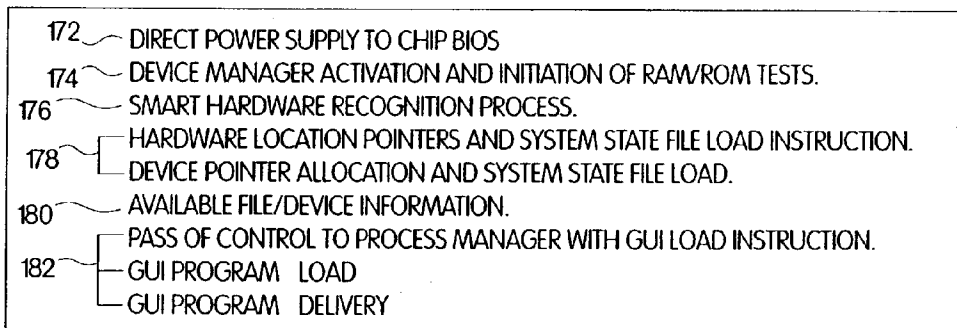 172 DIRECT POWER SUPPLY TO CHIP BIOS
174 DEVICE MANAGER ACTIVATION AND INITIATION OF RAM/ROM TESTS.
176 SMART HARDWARE RECOGNITION PROCESS.
HARDWARE LOCATION POINTERS AND SYSTEM STATE FILE LOAD INSTRUCTION.
178
DEVICE POINTER ALLOCATION AND SYSTEM STATE FILE LOAD.
180 AVAILABLE FILE/DEVICE INFORMATION.
PASS OF CONTROL TO PROCESS MANAGER WITH GUI LOAD INSTRUCTION.
182 GUI PROGRAM LOAD
GUI PROGRAM DELIVERY